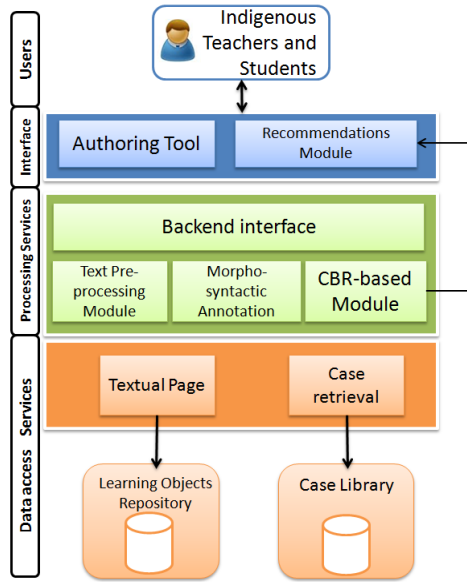 Users
Indigenous
Teachers and
Students
Interface
Authoring Tool
Recommendations
Module
Processing Services
Backend interface
Text Pre-
processing
Module
Morpho-
syntactic
Annotation
CBR-based
Module
Data access Services
Textual Page
Case
retrieval
Learning Objects
Repository
Case Library